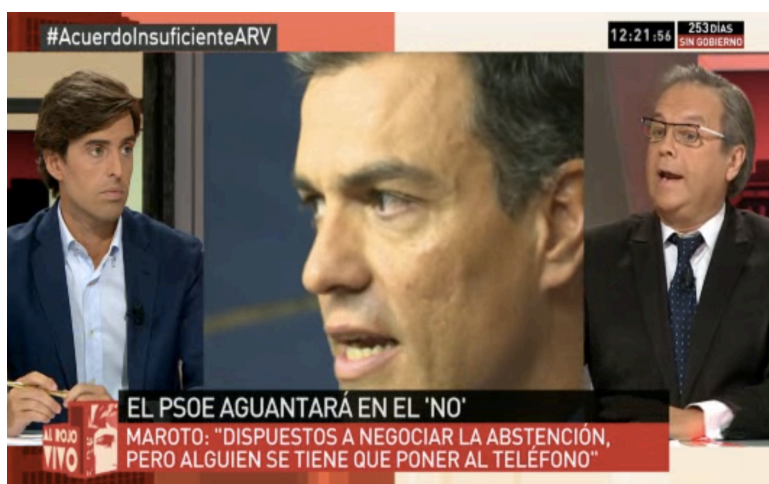 #AcuerdoInsuficienteARV
12:21:56
253 DÍAS
SIN GOBIERNO
EL PSOE AGUANTARÁ EN EL 'NO'
AL ROJO
VIVO
MAROTO: "DISPUESTOS A NEGOCIAR LA ABSTENCIÓN,
PERO ALGUIEN SE TIENE QUE PONER AL TELÉFONO"